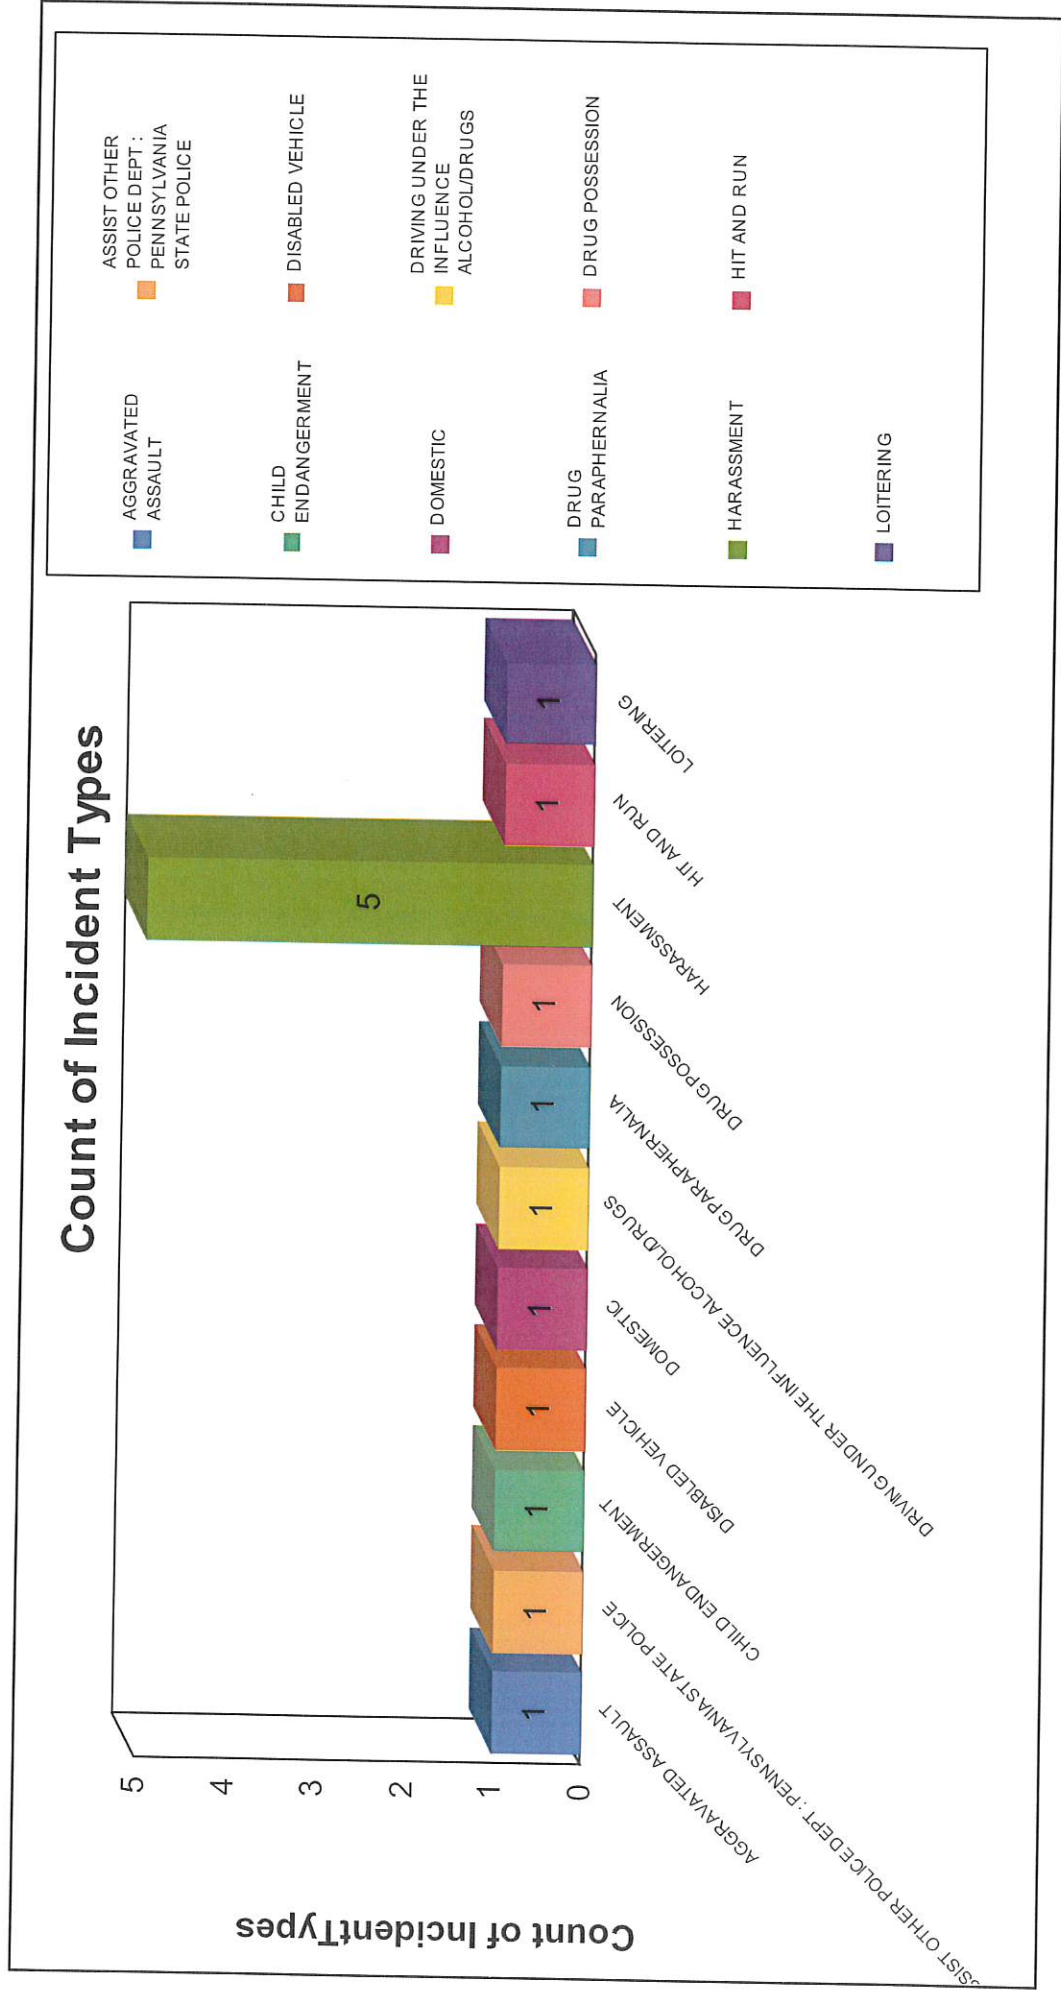 Count of Incident Types
Count of IncidentTypes
5
4
3
2
1
0
1
1
1
1
1
1
1
1
5
1
1
AGGRAVATED ASSAULT
OTHER POLICE DEPT : PENNSYLVANIA STATE POLICE
CHILD ENDANGERMENT
DISABLED VEHICLE
DOMESTIC
DRIVING UNDER THE INFLUENCE ALCOHOL/DRUGS
DRUG PARAPHERNALIA
DRUG POSSESSION
HARASSMENT
HIT AND RUN
LOITERING
AGGRAVATED
ASSAULT
ASSIST OTHER
POLICE DEPT :
PENNSYLVANIA
STATE POLICE
CHILD
ENDANGERMENT
DISABLED VEHICLE
DOMESTIC
DRIVING UNDER THE
INFLUENCE
ALCOHOL/DRUGS
DRUG
PARAPHERNALIA
DRUG POSSESSION
HARASSMENT
HIT AND RUN
LOITERING